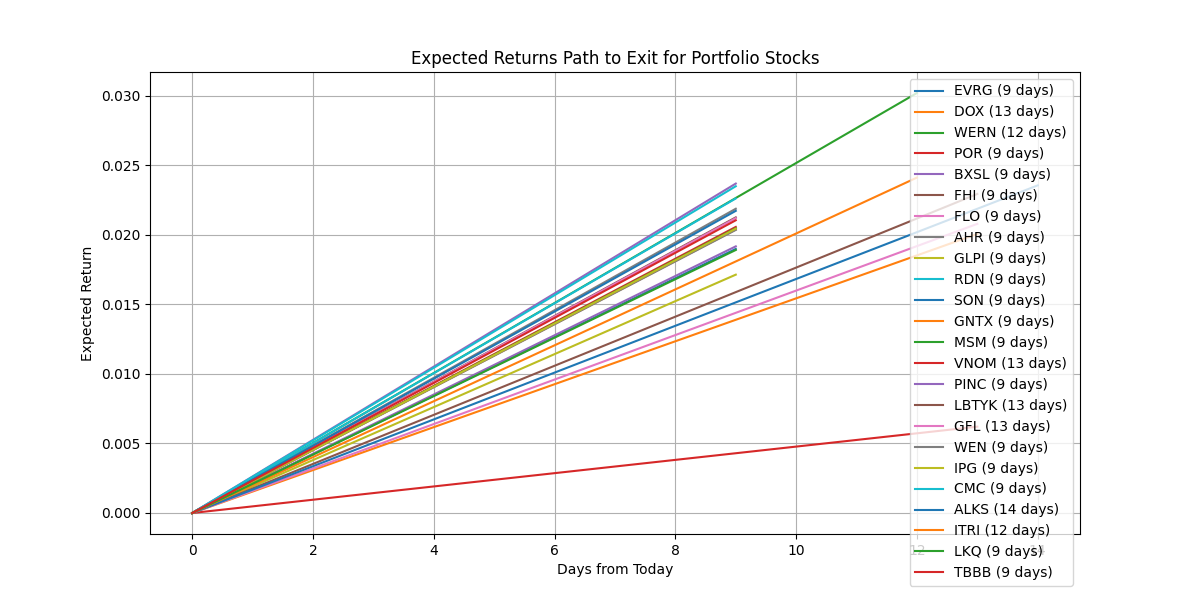 Expected Returns Path to Exit for Portfolio Stocks
Expected Return
0.030
0.025
0.020
0.015
0.010
0.005
0.000
0 2 4 6 8 10 12 14
Days from Today
EVRG (9 days)
DOX (13 days)
WERN (12 days)
POR (9 days)
BXSL (9 days)
FHI (9 days)
FLO (9 days)
AHR (9 days)
GLPI (9 days)
RDN (9 days)
SON (9 days)
GNTX (9 days)
MSM (9 days)
VNOM (13 days)
PINC (9 days)
LBTYK (13 days)
GFL (13 days)
WEN (9 days)
IPG (9 days)
CMC (9 days)
ALKS (14 days)
ITRI (12 days)
LKQ (9 days)
TBBB (9 days)